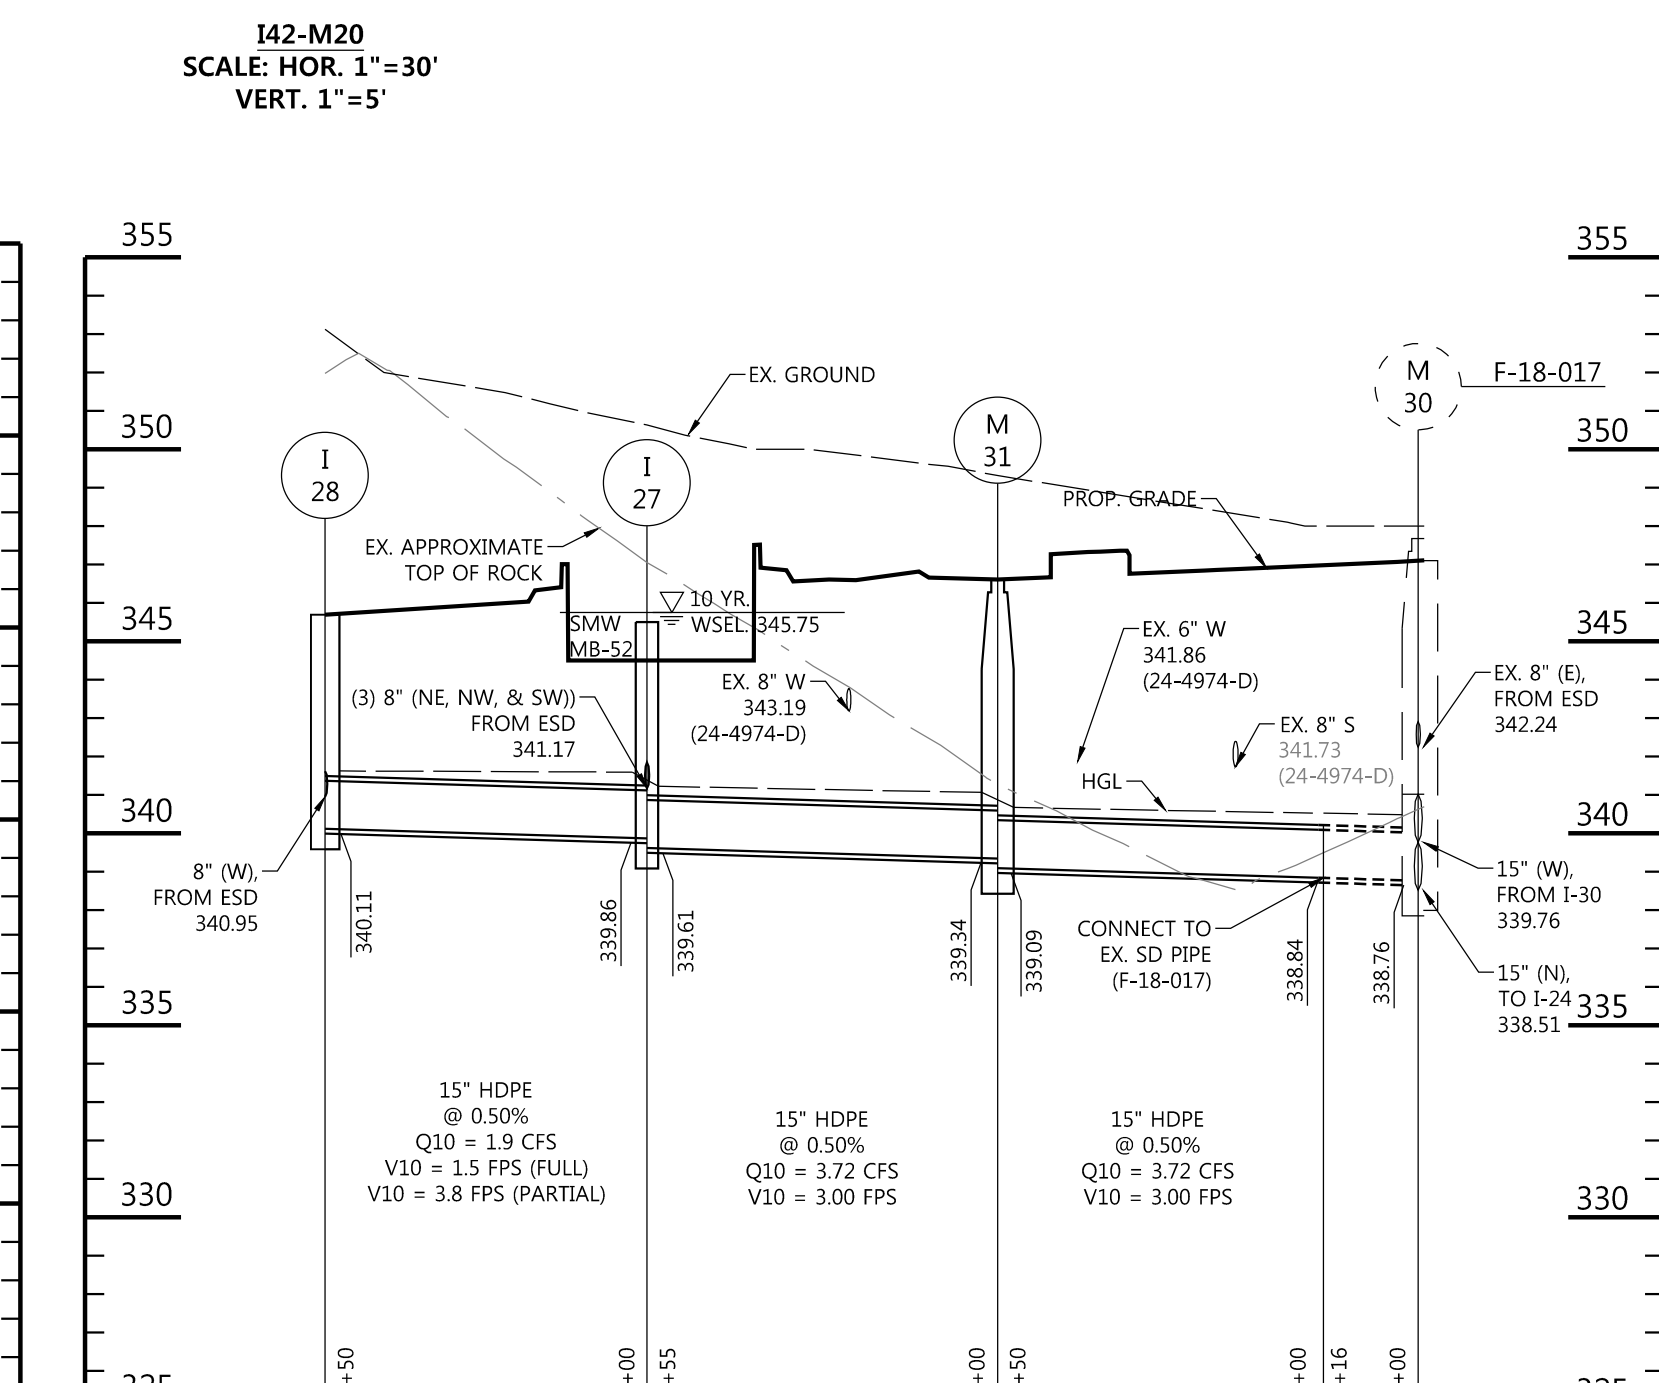 I42-M20
SCALE: HOR. 1"=30'
VERT. 1"=5'
355
355
350
350
345
345
340
340
335
335
330
330
I
28
I
27
M
31
M
30
F-18-017
EX. GROUND
PROP. GRADE
EX. APPROXIMATE
TOP OF ROCK
10 YR.
WSEL. 345.75
SMW
MB-52
(3) 8" (NE, NW, & SW))
FROM ESD
341.17
EX. 8" W
343.19
(24-4974-D)
EX. 6" W
341.86
(24-4974-D)
EX. 8" S
341.73
(24-4974-D)
HGL
EX. 8" (E),
FROM ESD
342.24
8" (W),
FROM ESD
340.95
15" (W),
FROM I-30
339.76
15" (N),
TO I-24
338.51
CONNECT TO
EX. SD PIPE
(F-18-017)
340.11
339.86
339.61
339.34
339.09
338.84
338.76
15" HDPE
@ 0.50%
Q10 = 1.9 CFS
V10 = 1.5 FPS (FULL)
V10 = 3.8 FPS (PARTIAL)
15" HDPE
@ 0.50%
Q10 = 3.72 CFS
V10 = 3.00 FPS
15" HDPE
@ 0.50%
Q10 = 3.72 CFS
V10 = 3.00 FPS
+50
+00
+55
+00
+50
+00
+16
+00